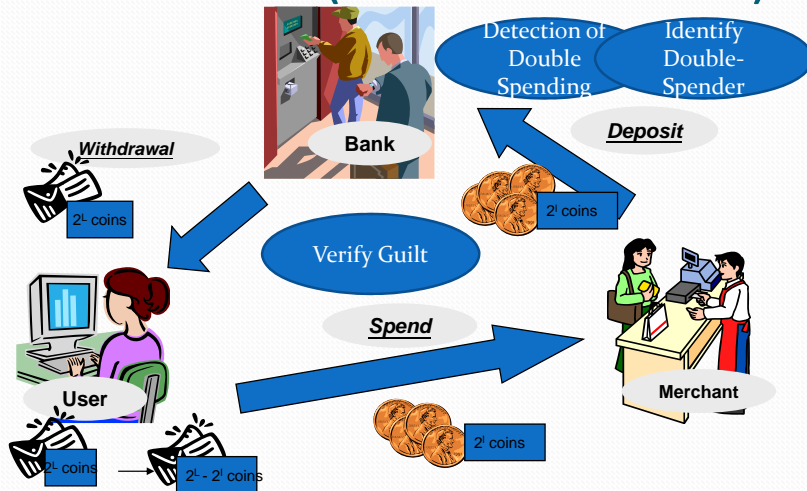 Detection of
Double
Spending
Identify
Double-
Spender
Bank
Deposit
Withdrawal
2ᴸ coins
2ˡ coins
Verify Guilt
Spend
User
Merchant
2ˡ coins
2ᴸ coins
2ᴸ - 2ˡ coins